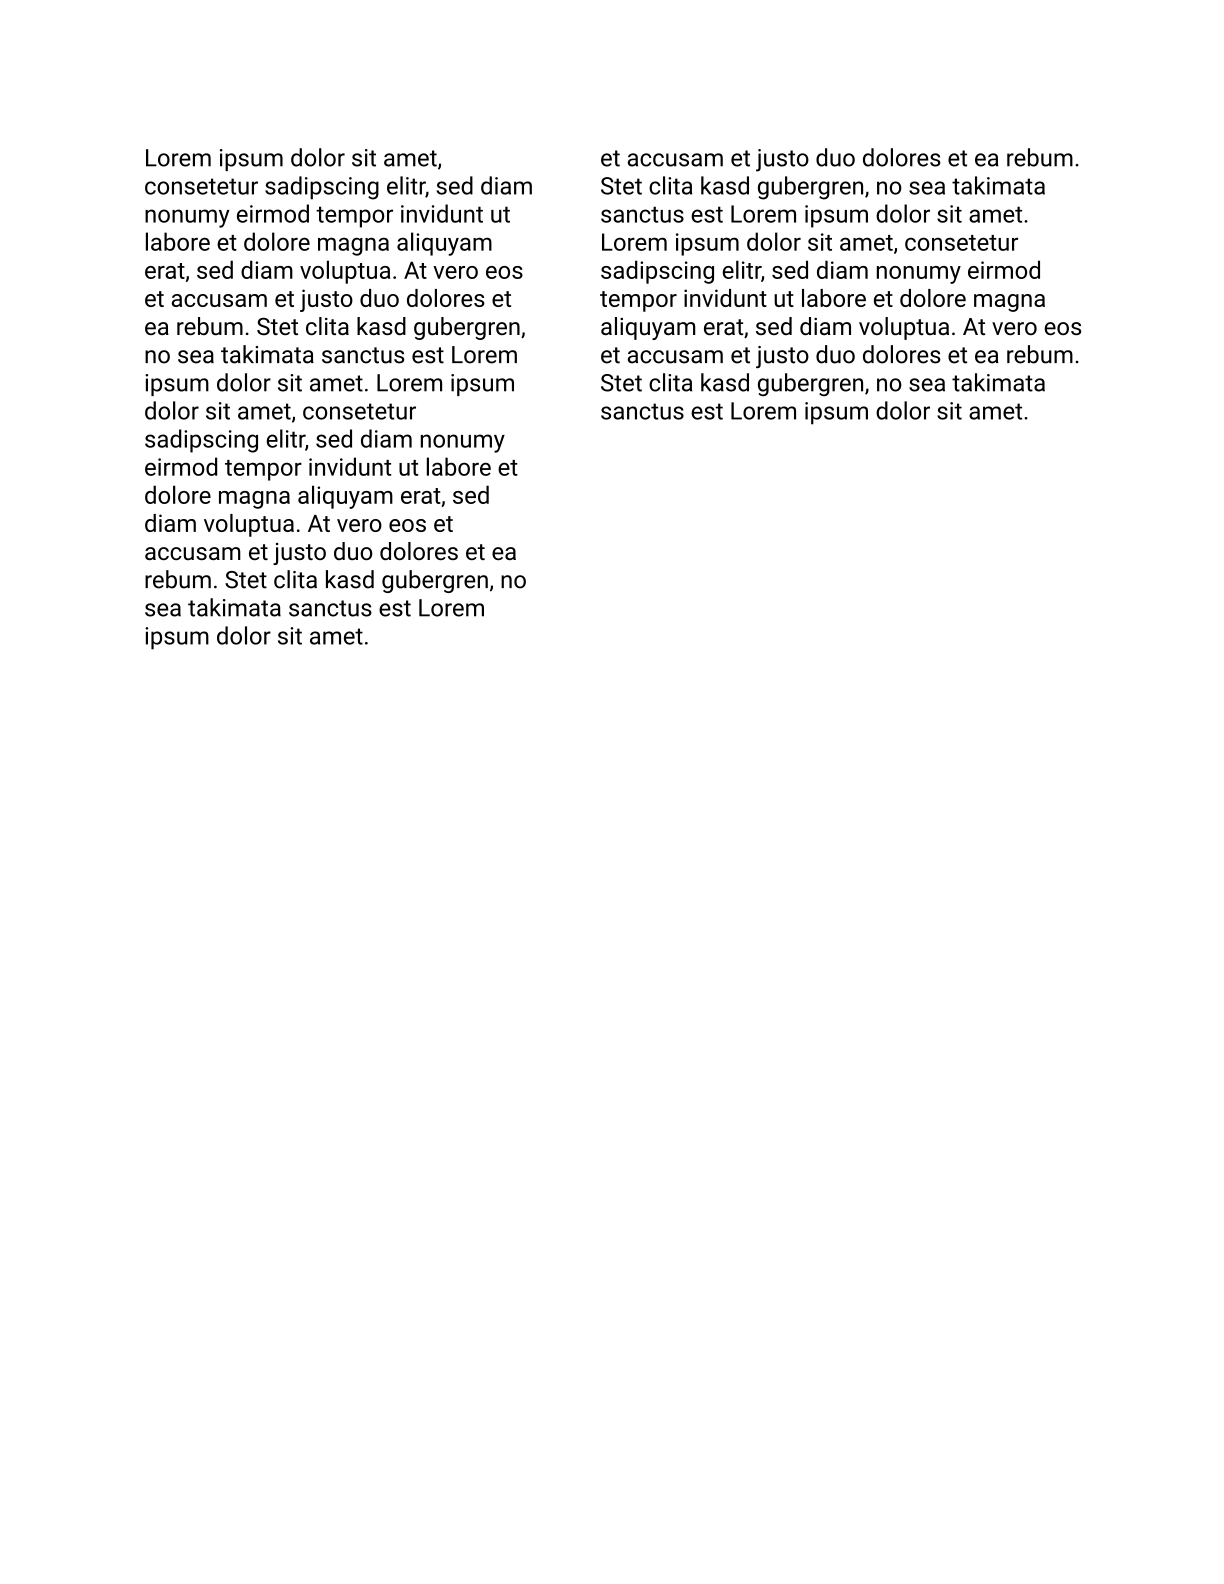 Lorem ipsum dolor sit amet,
consetetur sadipscing elitr, sed diam
nonumy eirmod tempor invidunt ut
labore et dolore magna aliquyam
erat, sed diam voluptua. At vero eos
et accusam et justo duo dolores et
ea rebum. Stet clita kasd gubergren,
no sea takimata sanctus est Lorem
ipsum dolor sit amet. Lorem ipsum
dolor sit amet, consetetur
sadipscing elitr, sed diam nonumy
eirmod tempor invidunt ut labore et
dolore magna aliquyam erat, sed
diam voluptua. At vero eos et
accusam et justo duo dolores et ea
rebum. Stet clita kasd gubergren, no
sea takimata sanctus est Lorem
ipsum dolor sit amet.
et accusam et justo duo dolores et ea rebum.
Stet clita kasd gubergren, no sea takimata
sanctus est Lorem ipsum dolor sit amet.
Lorem ipsum dolor sit amet, consetetur
sadipscing elitr, sed diam nonumy eirmod
tempor invidunt ut labore et dolore magna
aliquyam erat, sed diam voluptua. At vero eos
et accusam et justo duo dolores et ea rebum.
Stet clita kasd gubergren, no sea takimata
sanctus est Lorem ipsum dolor sit amet.